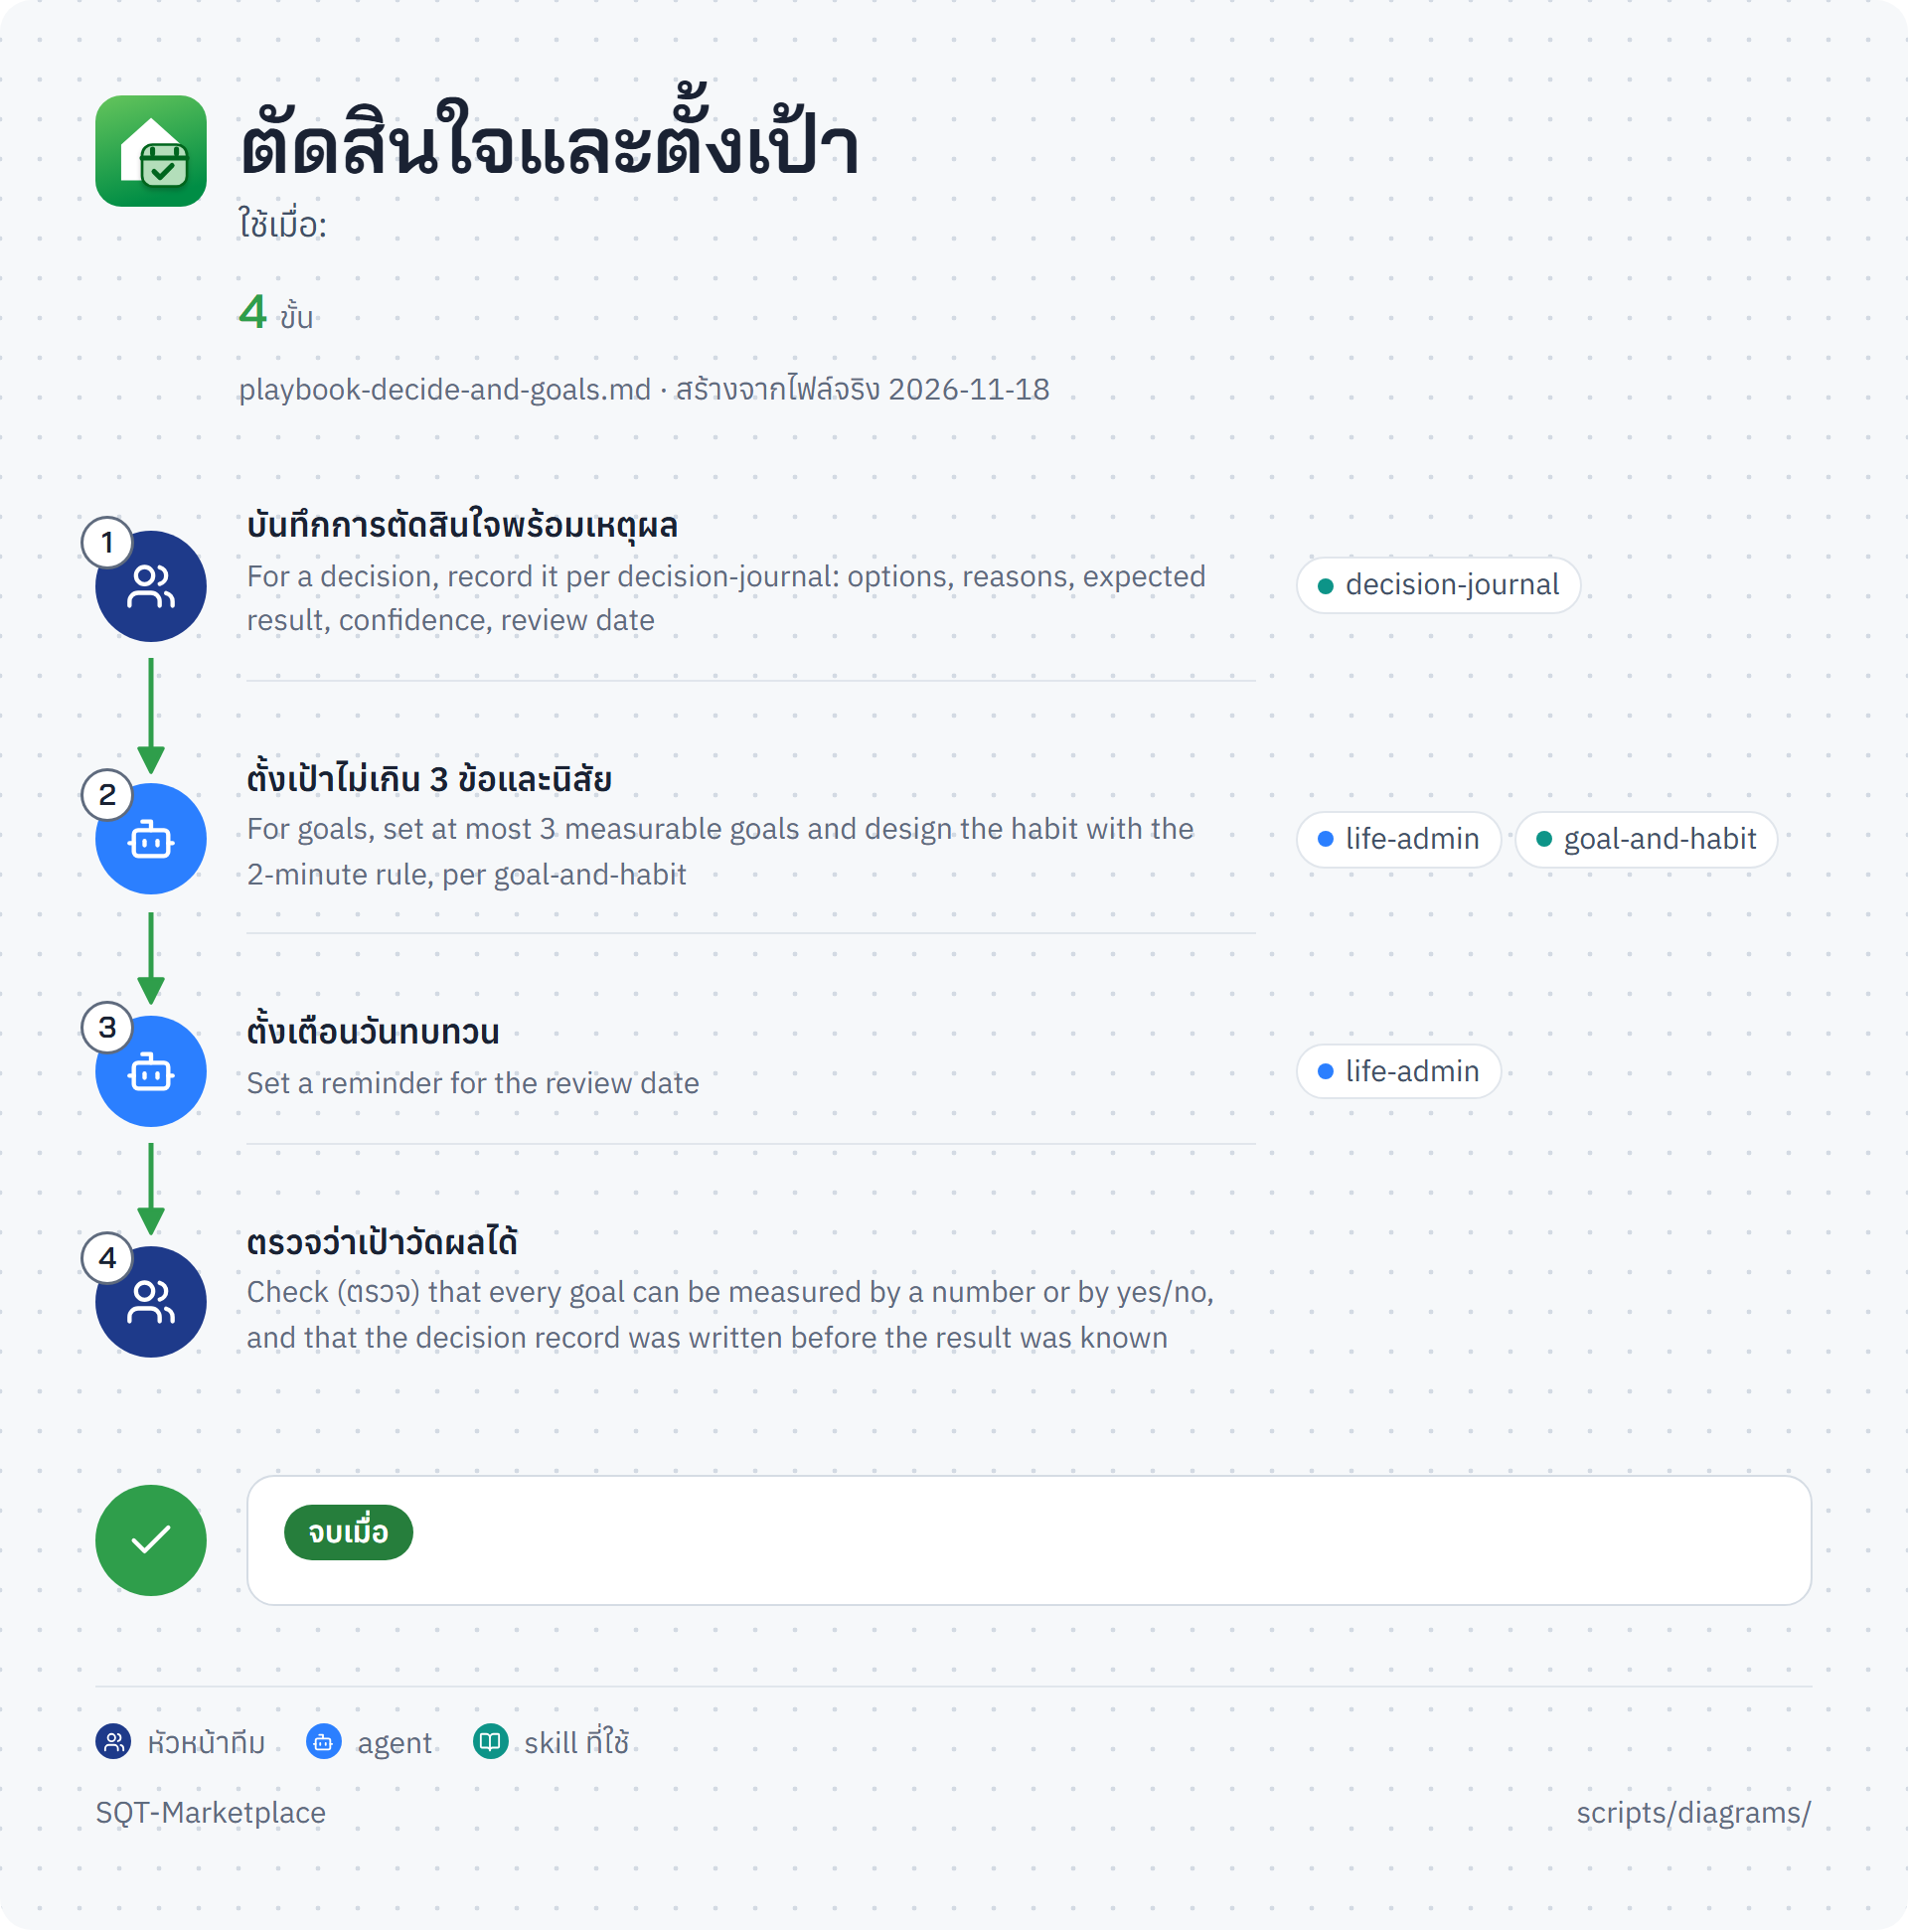 ตัดสินใจและตั้งเป้า
ใช้เมื่อ:
4 ขั้น
playbook-decide-and-goals.md · สร้างจากไฟล์จริง 2026-11-18
1
บันทึกการตัดสินใจพร้อมเหตุผล
For a decision, record it per decision-journal: options, reasons, expected
result, confidence, review date
decision-journal
2
ตั้งเป้าไม่เกิน 3 ข้อและนิสัย
For goals, set at most 3 measurable goals and design the habit with the
2-minute rule, per goal-and-habit
life-admin
goal-and-habit
3
ตั้งเตือนวันทบทวน
Set a reminder for the review date
life-admin
4
ตรวจว่าเป้าวัดผลได้
Check (ตรวจ) that every goal can be measured by a number or by yes/no,
and that the decision record was written before the result was known
จบเมื่อ
หัวหน้าทีม
agent
skill ที่ใช้
SQT-Marketplace
scripts/diagrams/